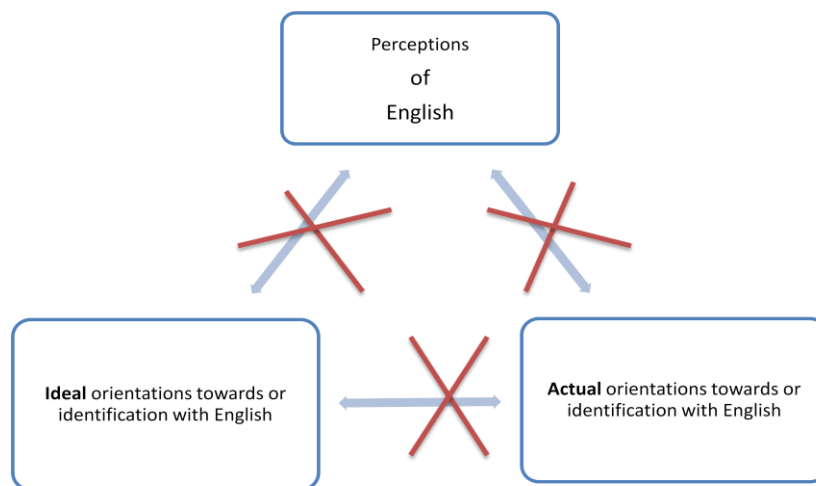 Perceptions
of
English
Ideal orientations towards or
identification with English
Actual orientations towards or
identification with English